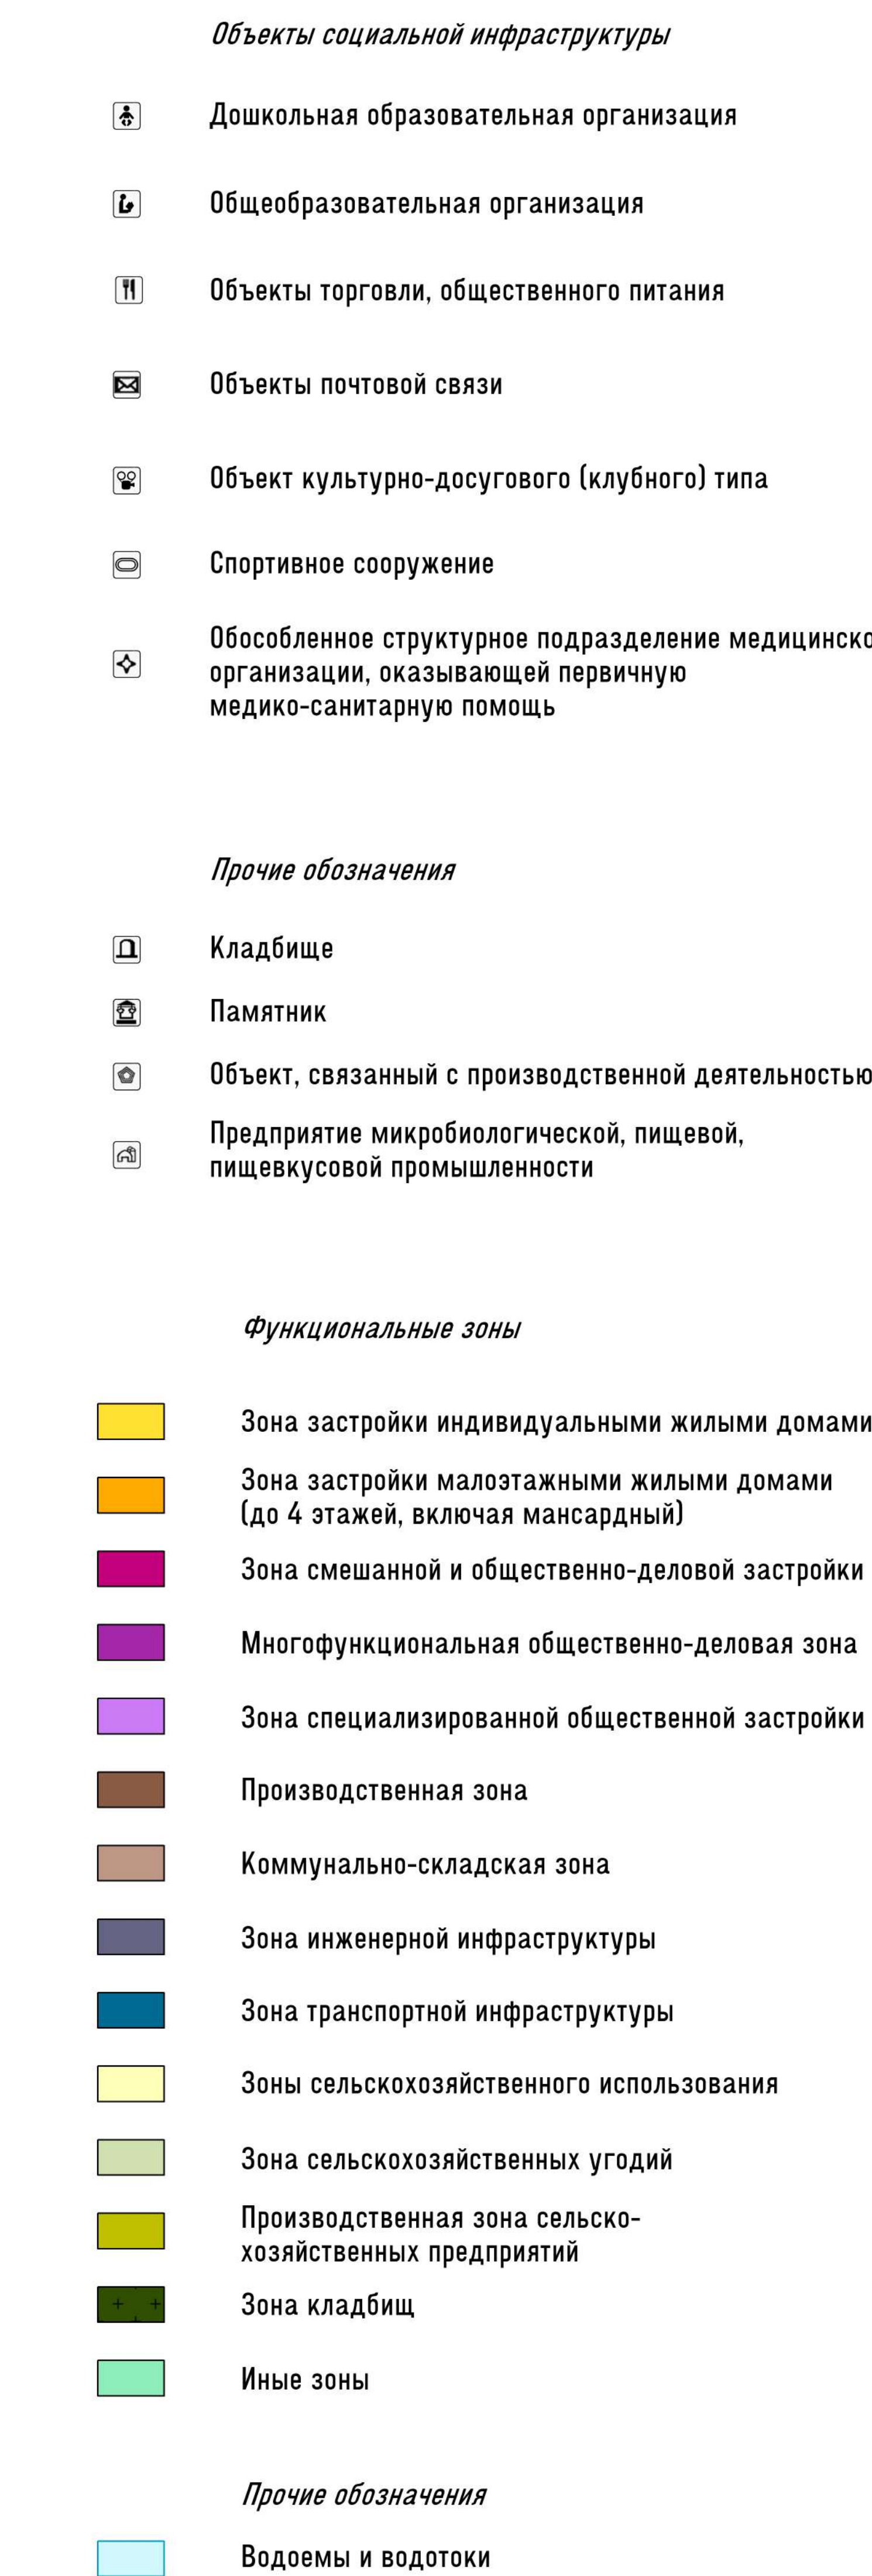 Объекты социальной инфраструктуры
Дошкольная образовательная организация
Общеобразовательная организация
Объекты торговли, общественного питания
Объекты почтовой связи
Объект культурно-досугового (клубного) типа
Спортивное сооружение
Обособленное структурное подразделение медицинско
организации, оказывающей первичную
медико-санитарную помощь
Прочие обозначения
Кладбище
Памятник
Объект, связанный с производственной деятельностью
Предприятие микробиологической, пищевой,
пищевкусовой промышленности
Функциональные зоны
Зона застройки индивидуальными жилыми домами
Зона застройки малоэтажными жилыми домами
(до 4 этажей, включая мансардный)
Зона смешанной и общественно-деловой застройки
Многофункциональная общественно-деловая зона
Зона специализированной общественной застройки
Производственная зона
Коммунально-складская зона
Зона инженерной инфраструктуры
Зона транспортной инфраструктуры
Зоны сельскохозяйственного использования
Зона сельскохозяйственных угодий
Производственная зона сельско-
хозяйственных предприятий
Зона кладбищ
Иные зоны
Прочие обозначения
Водоемы и водотоки